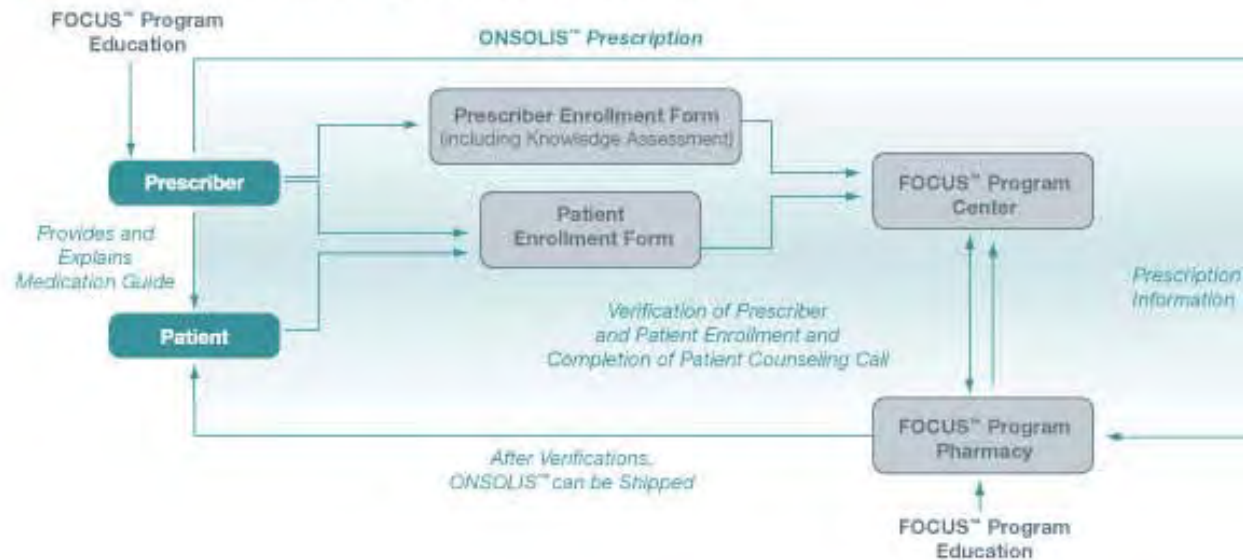 FOCUS™ Program
Education
ONSOLIS™ Prescription
Prescriber Enrollment Form
(including Knowledge Assessment)
Prescriber
FOCUS™ Program
Center
Patient
Enrollment Form
Provides and
Explains
Medication Guide
Prescription
Information
Patient
Verification of Prescriber
and Patient Enrollment and
Completion of Patient Counseling Call
FOCUS™ Program
Pharmacy
After Verifications,
ONSOLIS™ can be Shipped
FOCUS™ Program
Education